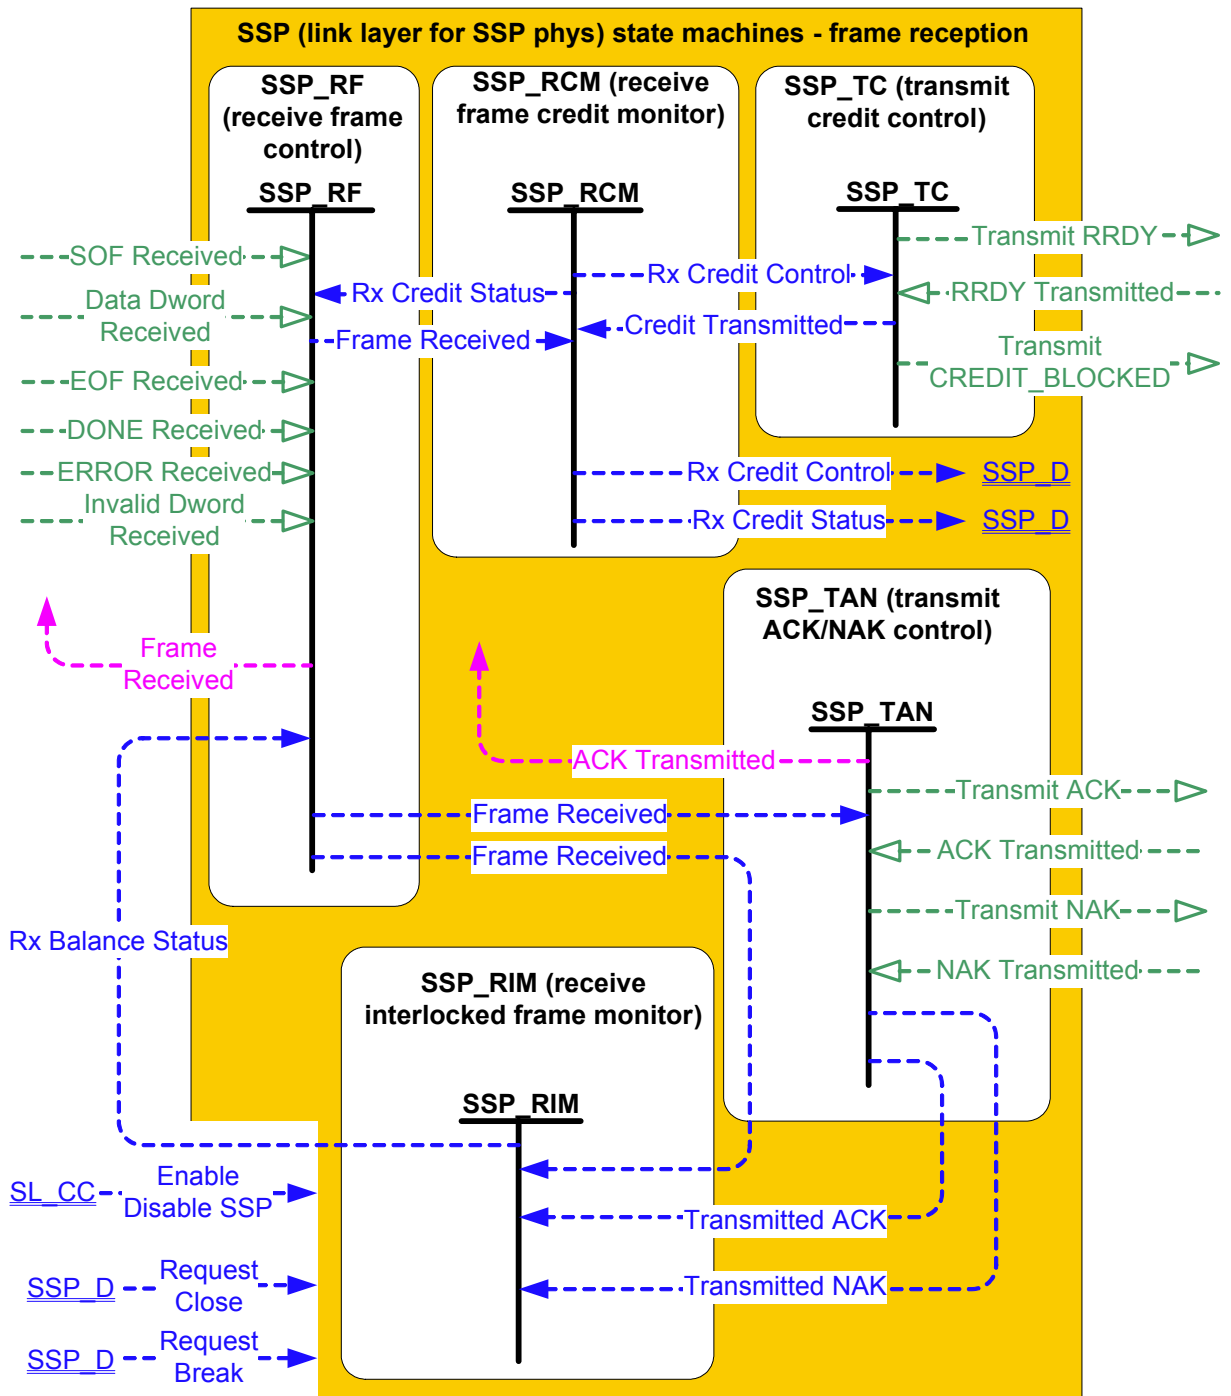 SSP (link layer for SSP phys) state machines - frame reception
SSP_RF
(receive frame
control)
SSP_RF
SSP_RCM (receive
frame credit monitor)
SSP_RCM
SSP_TC (transmit
credit control)
SSP_TC
SOF Received
Data Dword
Received
EOF Received
DONE Received
ERROR Received
Invalid Dword
Received
Rx Credit Status
Frame Received
Rx Credit Control
Credit Transmitted
Transmit RRDY
RRDY Transmitted
Transmit
CREDIT_BLOCKED
Rx Credit Control
SSP_D
Rx Credit Status
SSP_D
Frame
Received
SSP_TAN (transmit
ACK/NAK control)
SSP_TAN
ACK Transmitted
Transmit ACK
Frame Received
ACK Transmitted
Frame Received
Transmit NAK
NAK Transmitted
Rx Balance Status
SSP_RIM (receive
interlocked frame monitor)
SSP_RIM
SL_CC
Enable
Disable SSP
Transmitted ACK
SSP_D
Request
Close
Transmitted NAK
SSP_D
Request
Break